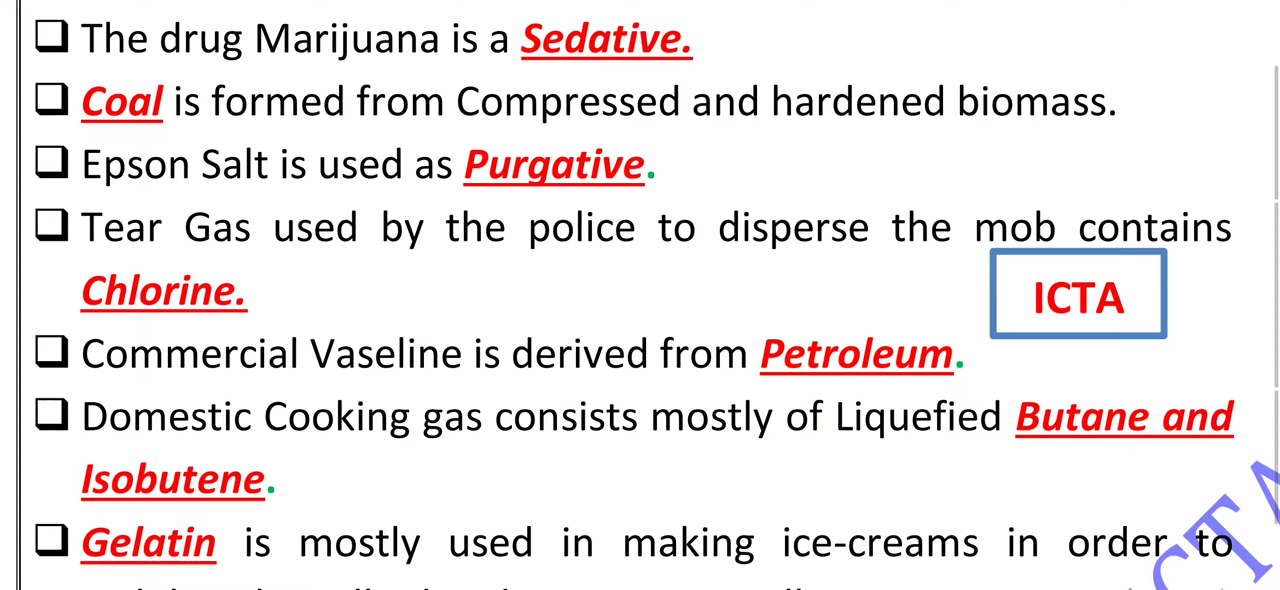 The drug Marijuana is a Sedative.
Coal is formed from Compressed and hardened biomass.
Epson Salt is used as Purgative.
Tear Gas used by the police to disperse the mob contains
Chlorine.
ICTA
Commercial Vaseline is derived from Petroleum.
Domestic Cooking gas consists mostly of Liquefied Butane and
Isobutene.
Gelatin is mostly used in making ice-creams in order to
ICTA